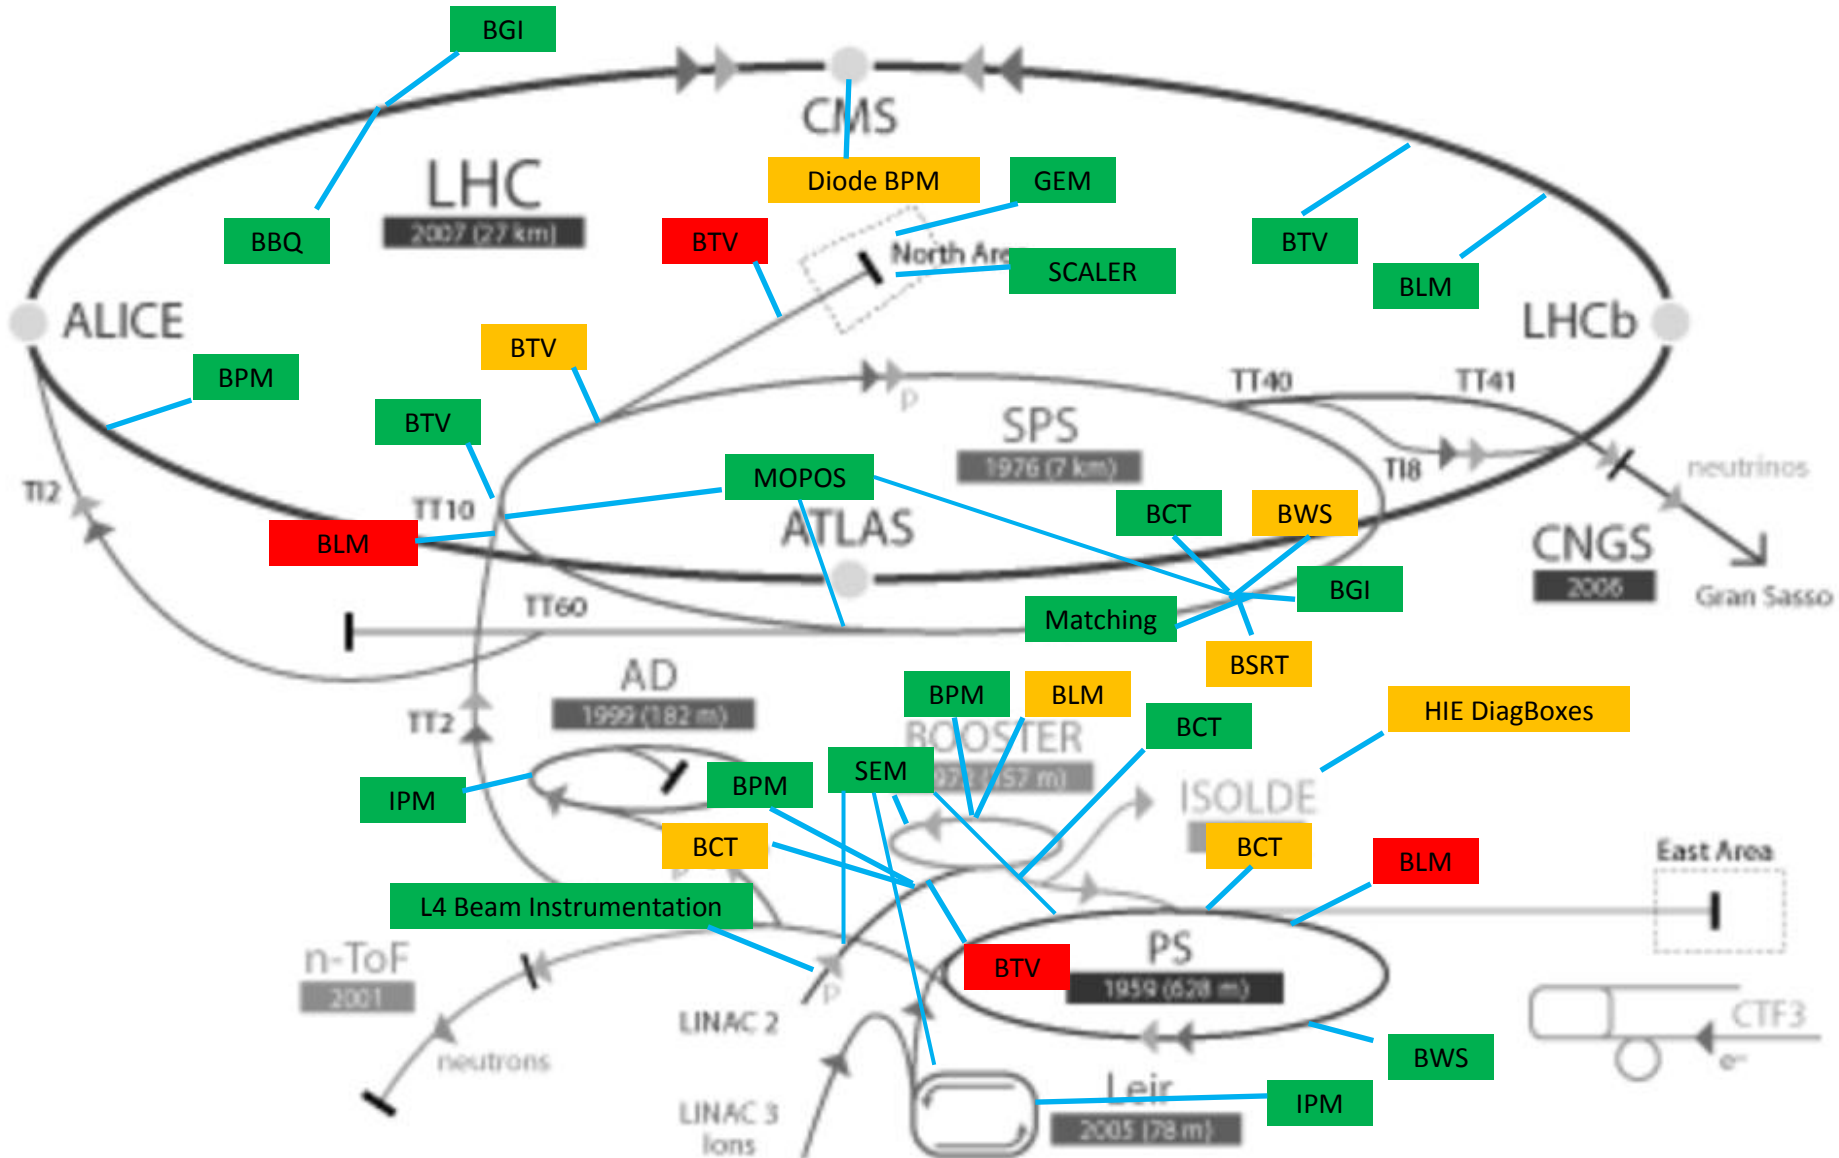 BGI
CMS
LHC
2007 (27 km)
Diode BPM
GEM
BBQ
BTV
North Are
SCALER
BTV
BLM
ALICE
LHCb
BTV
BPM
BTV
TT40
TT41
p
SPS
1976 (7 km)
MOPOS
TI8
neutrinos
TI2
TT10
BLM
ATLAS
BCT
BWS
CNGS
2006
Gran Sasso
TT60
BGI
Matching
BSRT
AD
1999 (182 m)
TT2
BPM
BLM
BCT
HIE DiagBoxes
BOOSTER
57 m)
SEM
BPM
IPM
ISOLDE
BCT
BCT
BLM
East Area
L4 Beam Instrumentation
n-ToF
2001
BTV
PS
1959 (628 m)
p
LINAC 2
neutrons
CTF3
e-
BWS
Leir
2005 (78 m)
IPM
LINAC 3
Ions